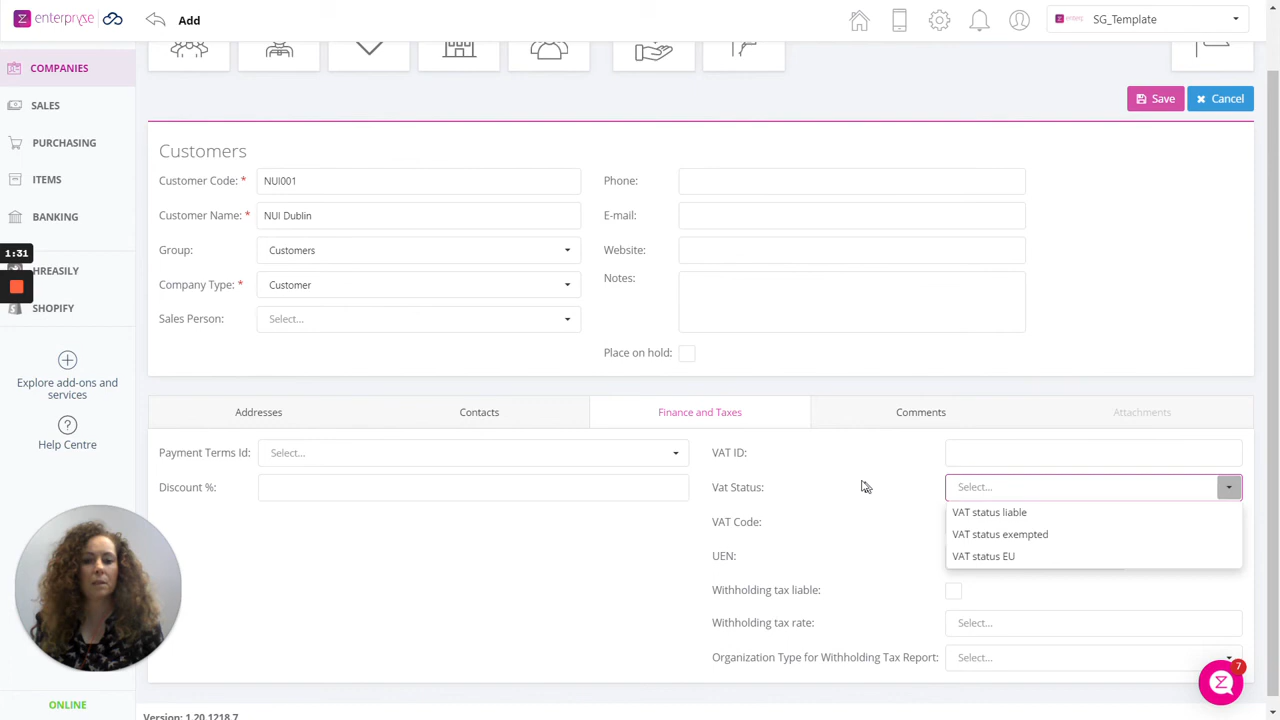 enterpryse
Add
SG_Template
COMPANIES
SALES
PURCHASING
ITEMS
BANKING
1:31
HREASILY
SHOPIFY
Explore add-ons and
services
Help Centre
ONLINE
Save
Cancel
Customers
Customer Code: *
NUI001
Customer Name: *
NUI Dublin
Group:
Customers
Company Type: *
Customer
Sales Person:
Select...
Phone:
E-mail:
Website:
Notes:
Place on hold:
Addresses
Contacts
Finance and Taxes
Comments
Attachments
Payment Terms Id:
Select...
Discount %:
VAT ID:
Vat Status:
Select...
VAT status liable
VAT status exempted
VAT status EU
VAT Code:
UEN:
Withholding tax liable:
Withholding tax rate:
Select...
Organization Type for Withholding Tax Report:
Select...
7
Version: 1.20.1218.7